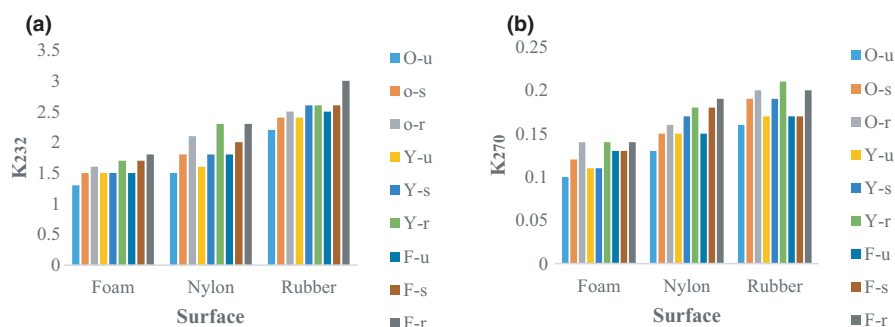 (a)
3.5
3
2.5
2
1.5
1
0.5
0
K232
Foam Nylon Rubber
Surface
O-u
o-s
o-r
Y-u
Y-s
Y-r
F-u
F-s
F-r
(b)
0.25
0.2
0.15
0.1
0.05
0
K270
Foam Nylon Rubber
Surface
O-u
O-s
O-r
Y-u
Y-s
Y-r
F-u
F-s
F-r